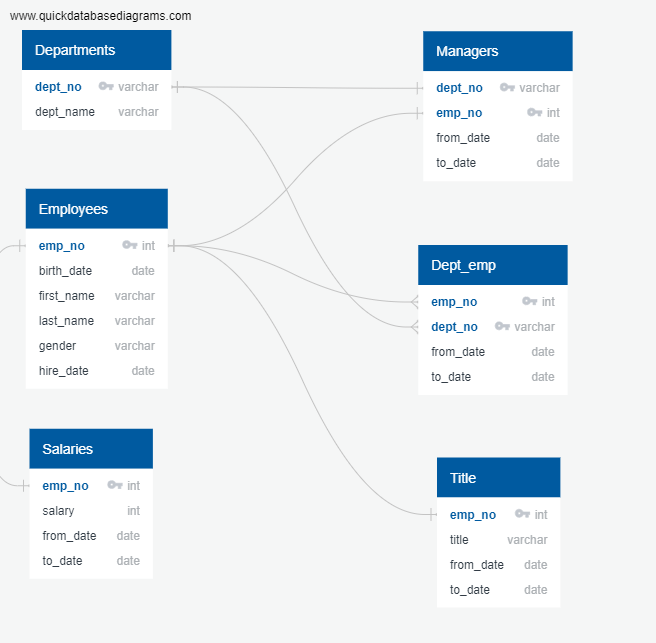 www.quickdatabasediagrams.com
Departments
dept_no varchar
dept_name varchar
Employees
emp_no int
birth_date date
first_name varchar
last_name varchar
gender varchar
hire_date date
Salaries
emp_no int
salary int
from_date date
to_date date
Managers
dept_no varchar
emp_no int
from_date date
to_date date
Dept_emp
emp_no int
dept_no varchar
from_date date
to_date date
Title
emp_no int
title varchar
from_date date
to_date date